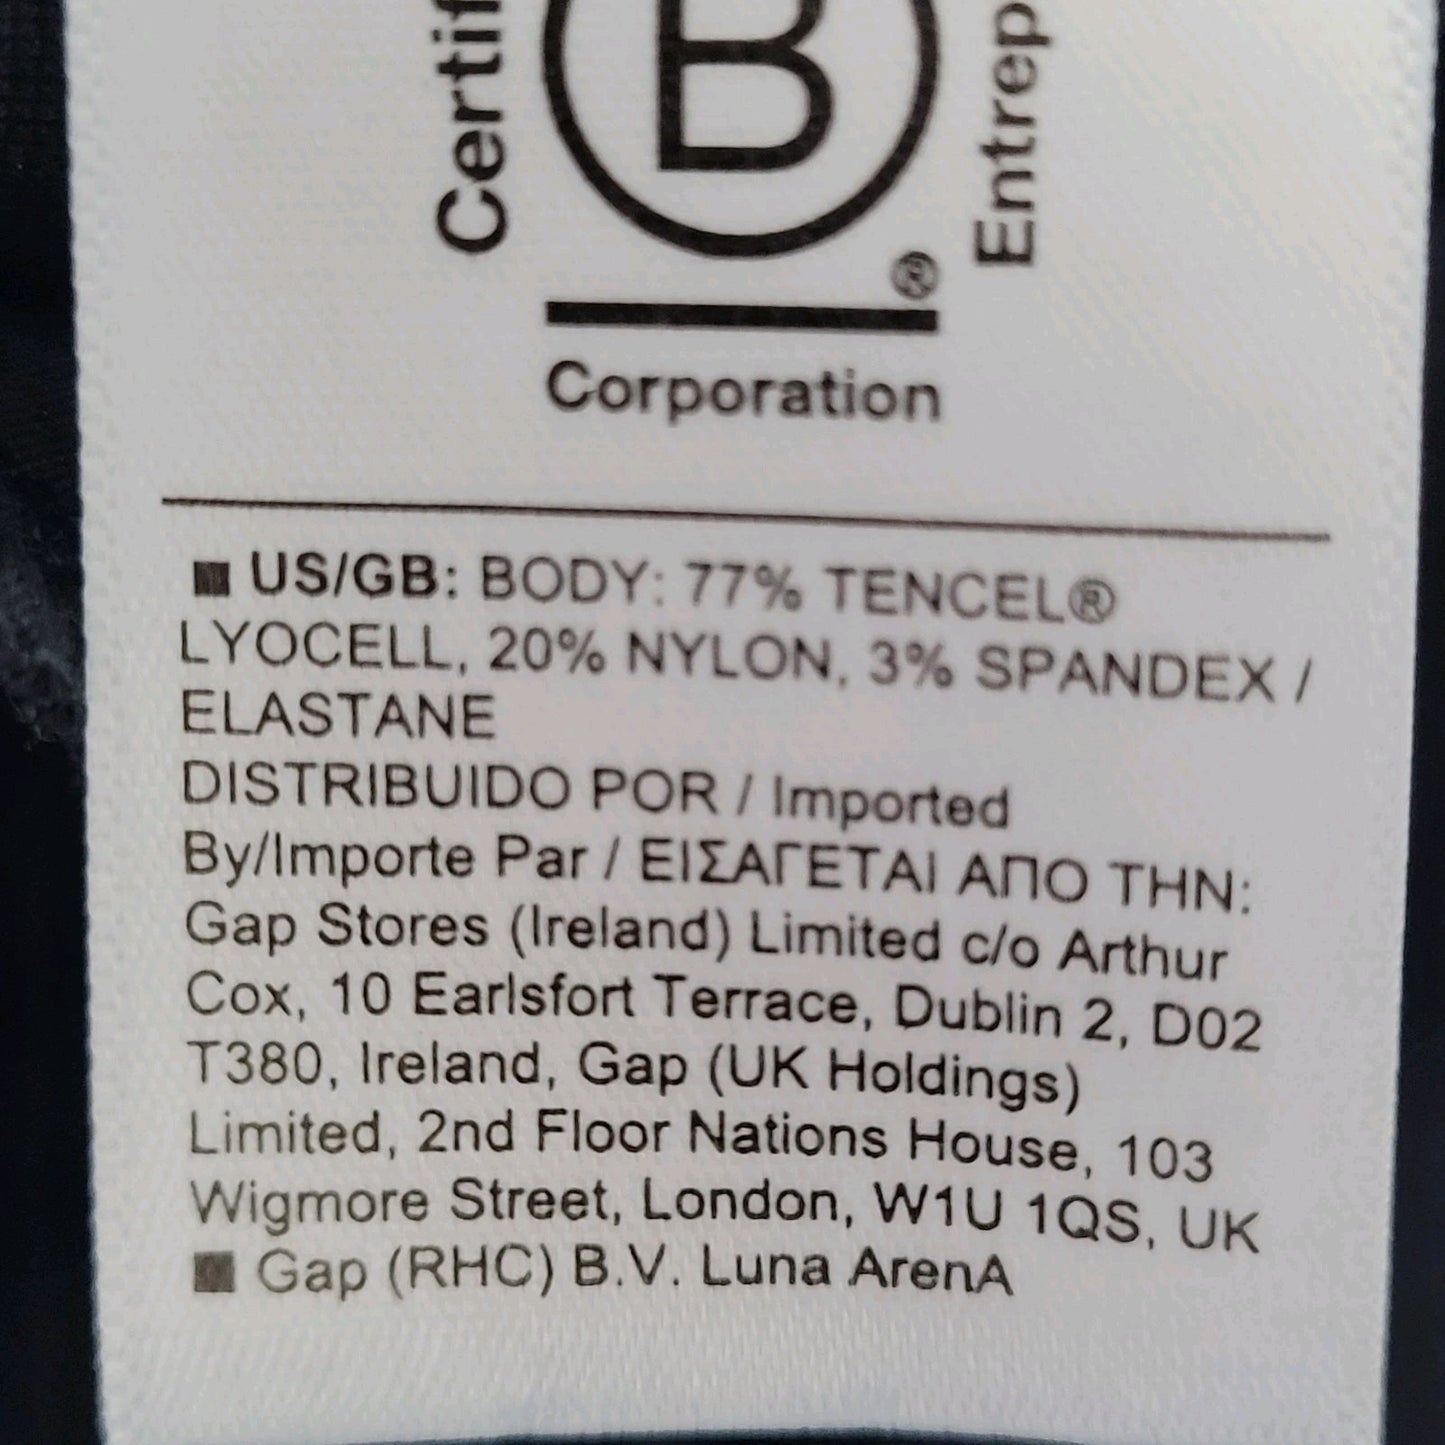 Certif
B
Entrep
®
Corporation
■ US/GB: BODY: 77% TENCEL®
LYOCELL, 20% NYLON, 3% SPANDEX /
ELASTANE
DISTRIBUIDO POR / Imported
By/Importe Par / ΕΙΣΑΓΕΤΑΙ ΑΠΟ ΤΗΝ:
Gap Stores (Ireland) Limited c/o Arthur
Cox, 10 Earlsfort Terrace, Dublin 2, D02
T380, Ireland, Gap (UK Holdings)
Limited, 2nd Floor Nations House, 103
Wigmore Street, London, W1U 1QS, UK
■ Gap (RHC) B.V. Luna ArenA